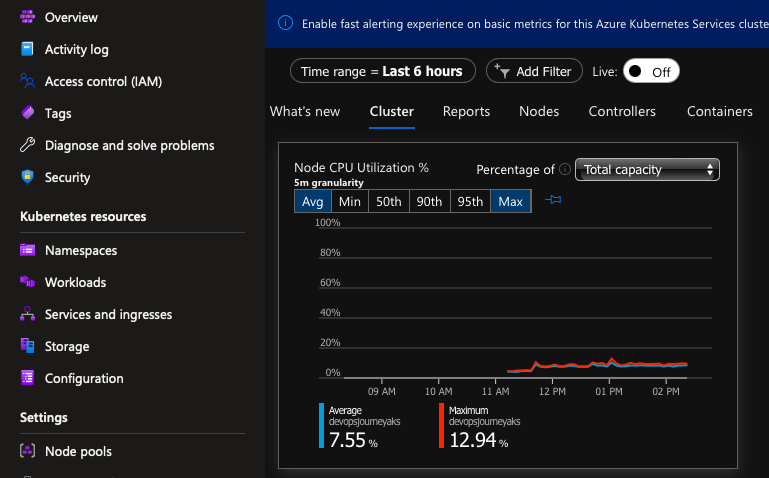 Overview
Activity log
Access control (IAM)
Tags
Diagnose and solve problems
Security
Kubernetes resources
Namespaces
Workloads
Services and ingresses
Storage
Configuration
Settings
Node pools
Enable fast alerting experience on basic metrics for this Azure Kubernetes Services cluste
Time range = Last 6 hours
Add Filter
Live: Off
What's new Cluster Reports Nodes Controllers Containers
Node CPU Utilization %
5m granularity
Percentage of Total capacity
Avg Min 50th 90th 95th Max
100%
80%
60%
40%
20%
0%
09 AM 10 AM 11 AM 12 PM 01 PM 02 PM
Average
devopsjourneyaks
7.55 %
Maximum
devopsjourneyaks
12.94 %